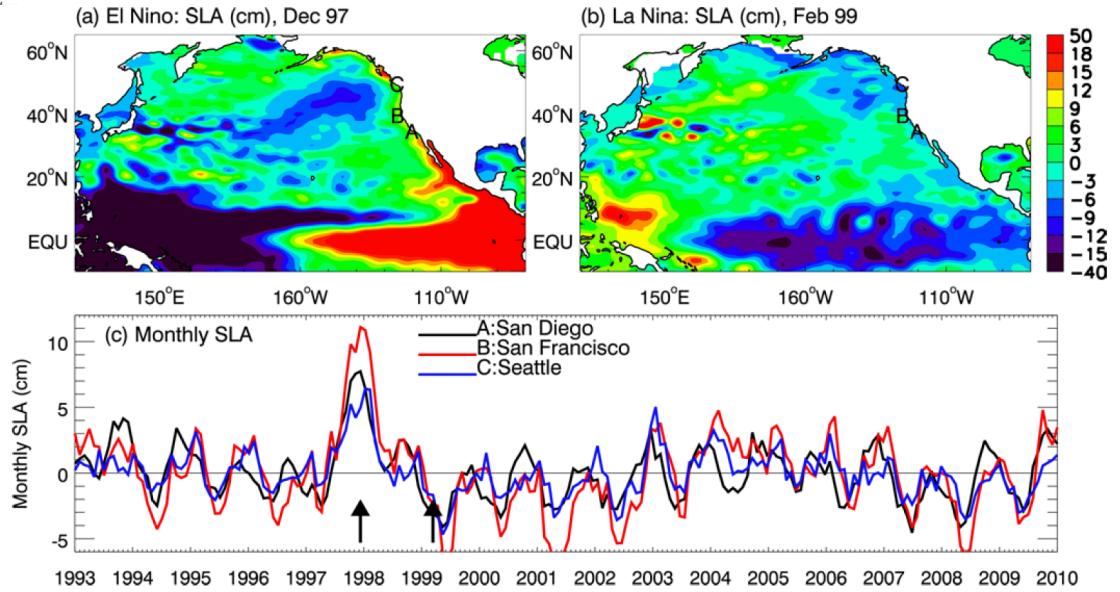 (a) El Nino: SLA (cm), Dec 97
(b) La Nina: SLA (cm), Feb 99
60°N
40°N
20°N
EQU
C
B
A
150°E
160°W
110°W
60°N
40°N
20°N
EQU
C
B
A
150°E
160°W
110°W
50
18
15
12
9
6
3
0
-3
-6
-9
-12
-15
-40
(c) Monthly SLA
A:San Diego
B:San Francisco
C:Seattle
Monthly SLA (cm)
10
5
0
-5
1993 1994 1995 1996 1997 1998 1999 2000 2001 2002 2003 2004 2005 2006 2007 2008 2009 2010